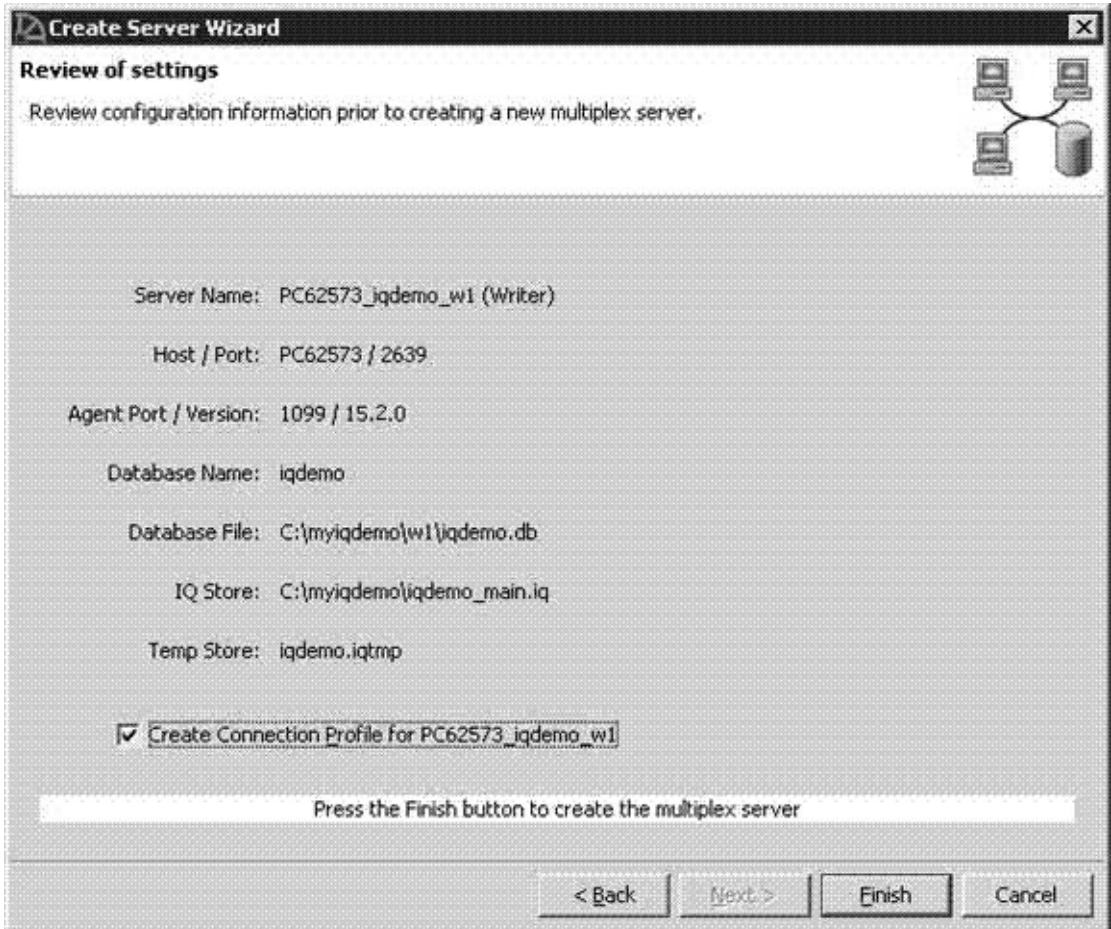 Create Server Wizard
Review of settings
Review configuration information prior to creating a new multiplex server.
Server Name: PC62573_iqdemo_w1 (Writer)
Host / Port: PC62573 / 2639
Agent Port / Version: 1099 / 15.2.0
Database Name: iqdemo
Database File: C:\myiqdemo\w1\iqdemo.db
IQ Store: C:\myiqdemo\iqdemo_main.iq
Temp Store: iqdemo.iqtmp
Create Connection Profile for PC62573_iqdemo_w1
Press the Finish button to create the multiplex server
< Back Next > Finish Cancel